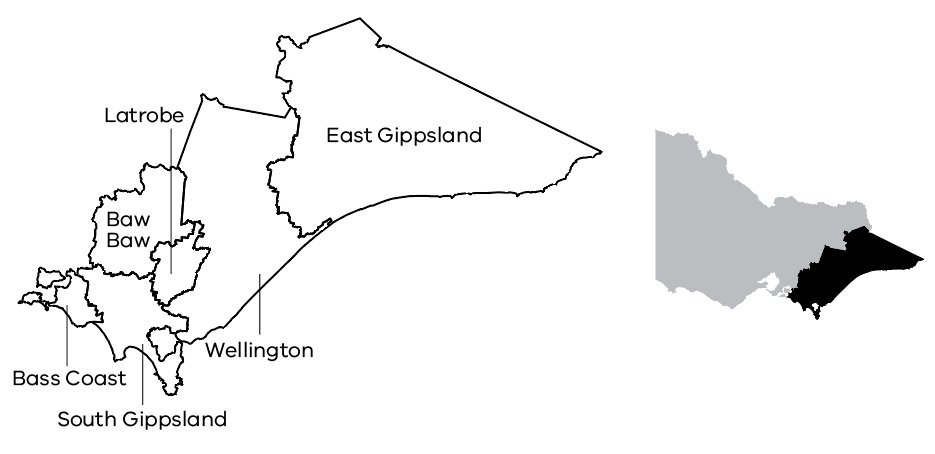 Latrobe
East Gippsland
Baw
Baw
Wellington
Bass Coast
South Gippsland